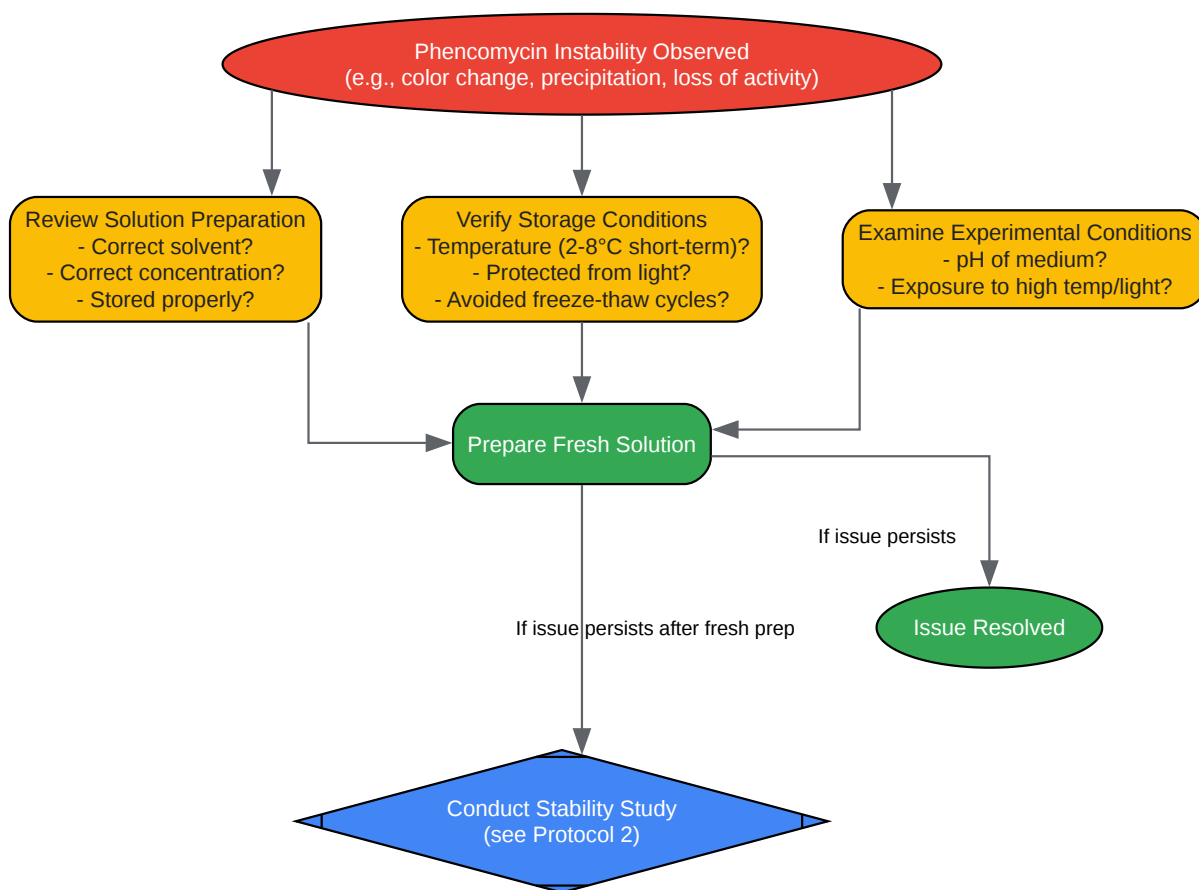 Phencomycin Instability Observed
(e.g., color change, precipitation, loss of activity)
Review Solution Preparation
- Correct solvent?
- Correct concentration?
- Stored properly?
Verify Storage Conditions
- Temperature (2-8°C short-term)?
- Protected from light?
- Avoided freeze-thaw cycles?
Examine Experimental Conditions
- pH of medium?
- Exposure to high temp/light?
Prepare Fresh Solution
If issue persists
If issue persists after fresh prep
Issue Resolved
Conduct Stability Study
(see Protocol 2)